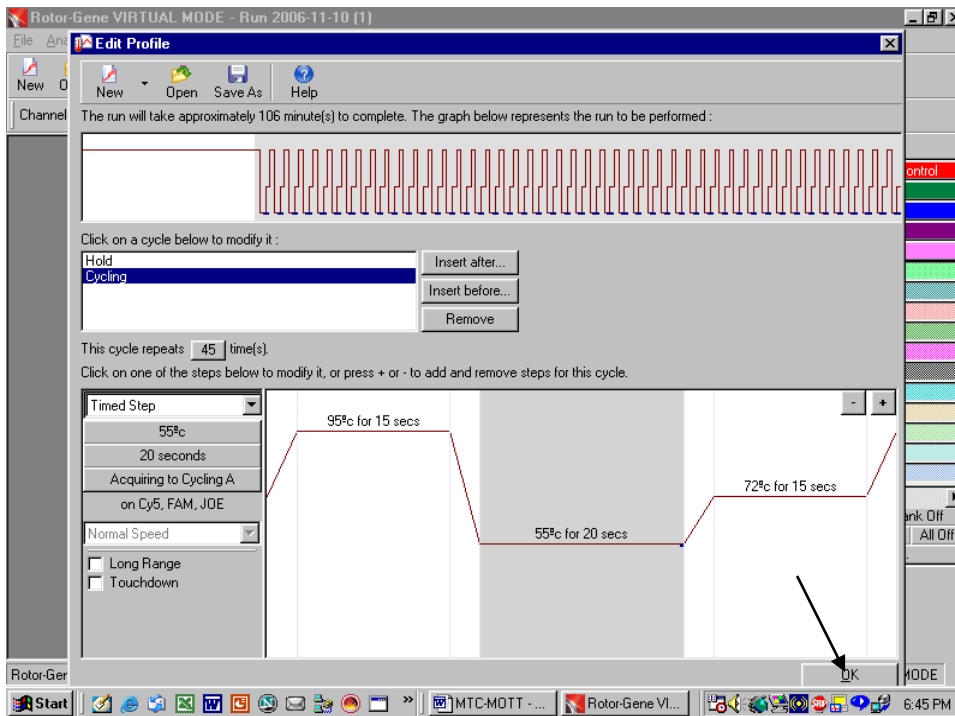 Rotor-Gene VIRTUAL MODE - Run 2006-11-10 (1)
File Ana
Edit Profile
New
New Open Save As Help
Channel
The run will take approximately 106 minute(s) to complete. The graph below represents the run to be performed :
ontrol
Click on a cycle below to modify it :
Hold
Cycling
Insert after...
Insert before...
Remove
This cycle repeats 45 time(s).
Click on one of the steps below to modify it, or press + or - to add and remove steps for this cycle.
Timed Step
- +
55ºc
20 seconds
Acquiring to Cycling A
on Cy5, FAM, JOE
Normal Speed
Long Range
Touchdown
95ºc for 15 secs
55ºc for 20 secs
72ºc for 15 secs
ank Off
All Off
OK
Rotor-Ger
MODE
Start
MTC-MOTT - ...
Rotor-Gene VI...
6:45 PM